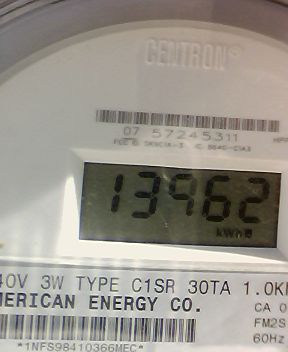 CENTRON®
07 57245311
13962
kWh
40V 3W TYPE C1SR 30TA 1.0K
MERICAN ENERGY CO.
CA 0
FM2S
60Hz
*1NFS98410366MEC*